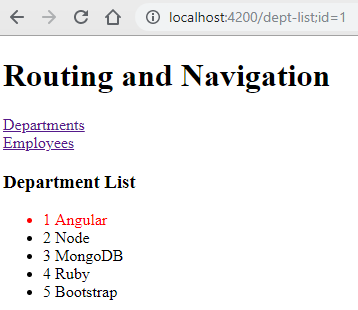 localhost:4200/dept-list;id=1
Routing and Navigation
Departments
Employees
Department List
1 Angular
2 Node
3 MongoDB
4 Ruby
5 Bootstrap